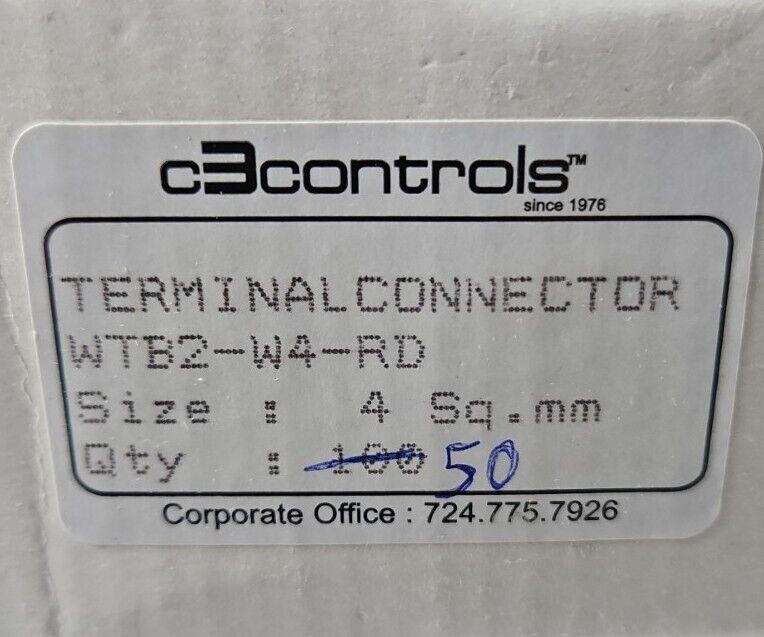 c3controls™
since 1976
TERMINALCONNECTOR
WTB2-W4-RD
Size : 4 Sq.mm
Qty : 100 50
Corporate Office : 724.775.7926